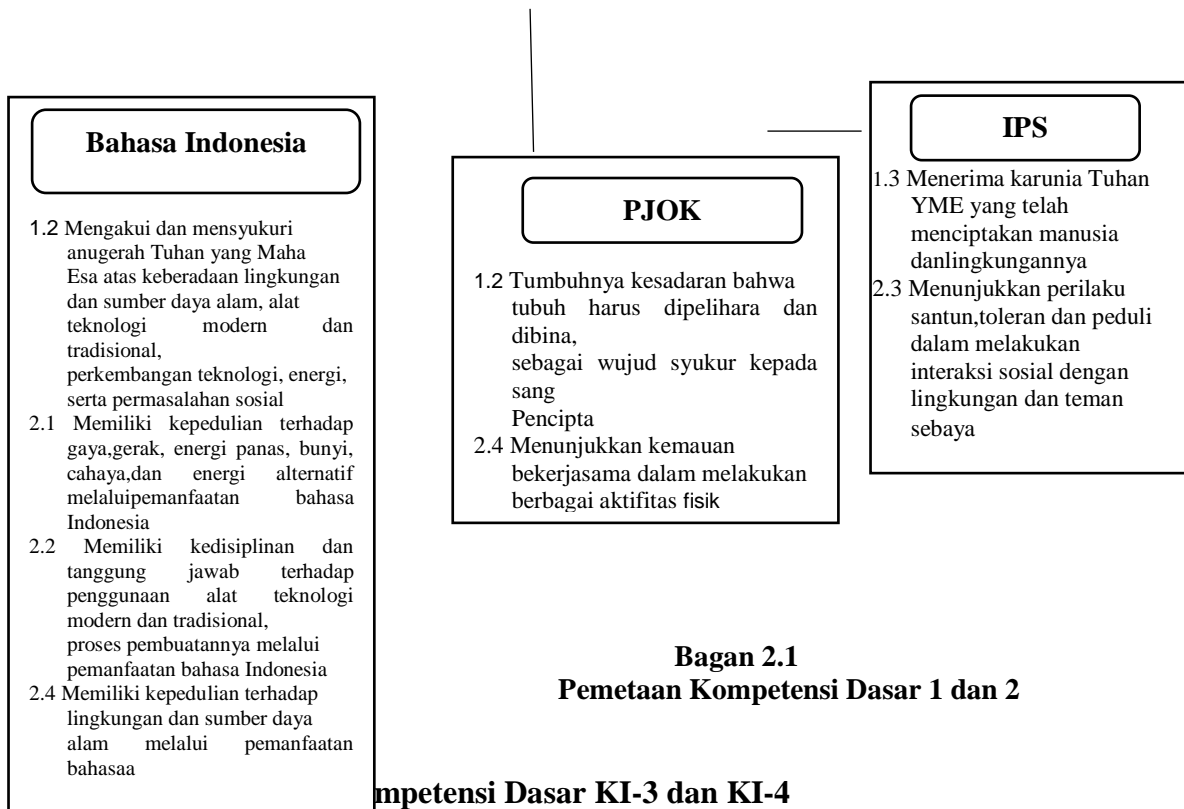 Bahasa Indonesia
1.2 Mengakui dan mensyukuri
anugerah Tuhan yang Maha
Esa atas keberadaan lingkungan
dan sumber daya alam, alat
teknologi modern dan
tradisional,
perkembangan teknologi, energi,
serta permasalahan sosial
2.1 Memiliki kepedulian terhadap
gaya,gerak, energi panas, bunyi,
cahaya,dan energi alternatif
melaluipemanfaatan bahasa
Indonesia
2.2 Memiliki kedisiplinan dan
tanggung jawab terhadap
penggunaan alat teknologi
modern dan tradisional,
proses pembuatannya melalui
pemanfaatan bahasa Indonesia
2.4 Memiliki kepedulian terhadap
lingkungan dan sumber daya
alam melalui pemanfaatan
bahasaa
PJOK
1.2 Tumbuhnya kesadaran bahwa
tubuh harus dipelihara dan
dibina,
sebagai wujud syukur kepada
sang
Pencipta
2.4 Menunjukkan kemauan
bekerjasama dalam melakukan
berbagai aktifitas fisik
IPS
1.3 Menerima karunia Tuhan
YME yang telah
menciptakan manusia
danlingkungannya
2.3 Menunjukkan perilaku
santun,toleran dan peduli
dalam melakukan
interaksi sosial dengan
lingkungan dan teman
sebaya
Bagan 2.1
Pemetaan Kompetensi Dasar 1 dan 2
mpetensi Dasar KI-3 dan KI-4